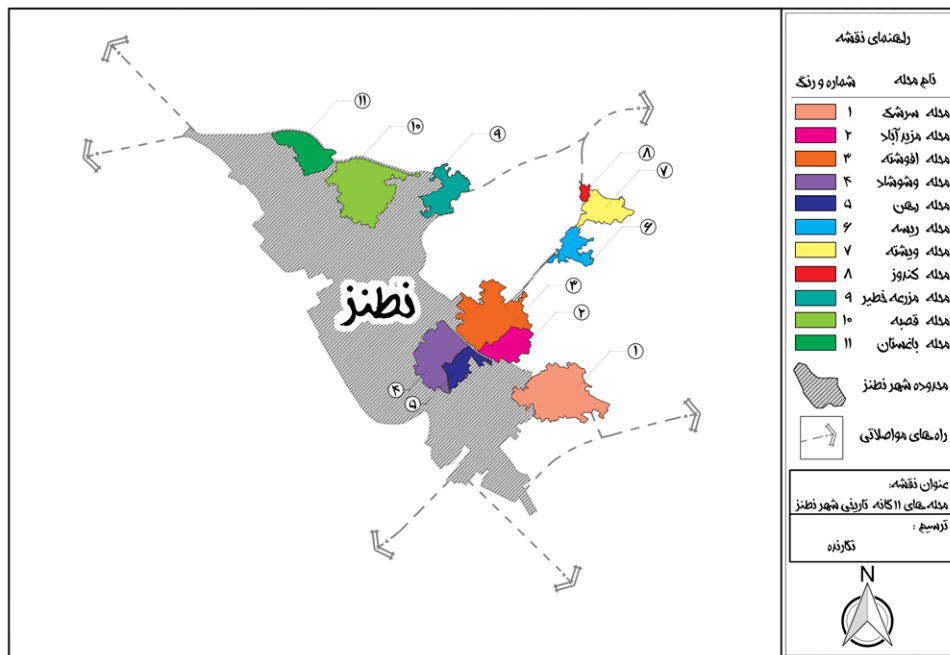 راهنمای نقشه
نام محله شماره و رنگ
محله سرشک ۱
محله مزیدآباد ۲
محله افوشته ۳
محله وشوشاد ۴
محله رهن ۵
محله ریسه ۶
محله ویشته ۷
محله کندوز ۸
محله مزرعه خطیر ۹
محله قصبه ۱۰
محله باغستان ۱۱
محدوده شهر نطنز
راه‌های مواصلاتی
عنوان نقشه:
محله‌های ۱۱گانه تاریخی شهر نطنز
ترسیم :
نگارنده
N
۱۱
۱۰
۹
۸
۷
۶
نطنز
۳
۲
۱
۴
۵